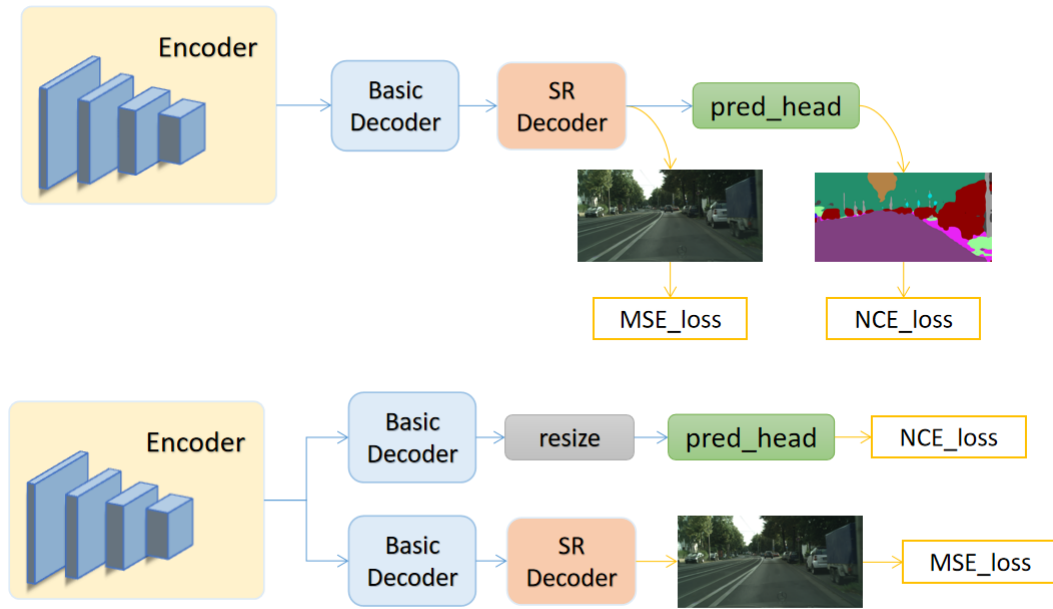 Encoder
Basic
Decoder
SR
Decoder
pred_head
MSE_loss
NCE_loss
Encoder
Basic
Decoder
resize
pred_head
NCE_loss
Basic
Decoder
SR
Decoder
MSE_loss